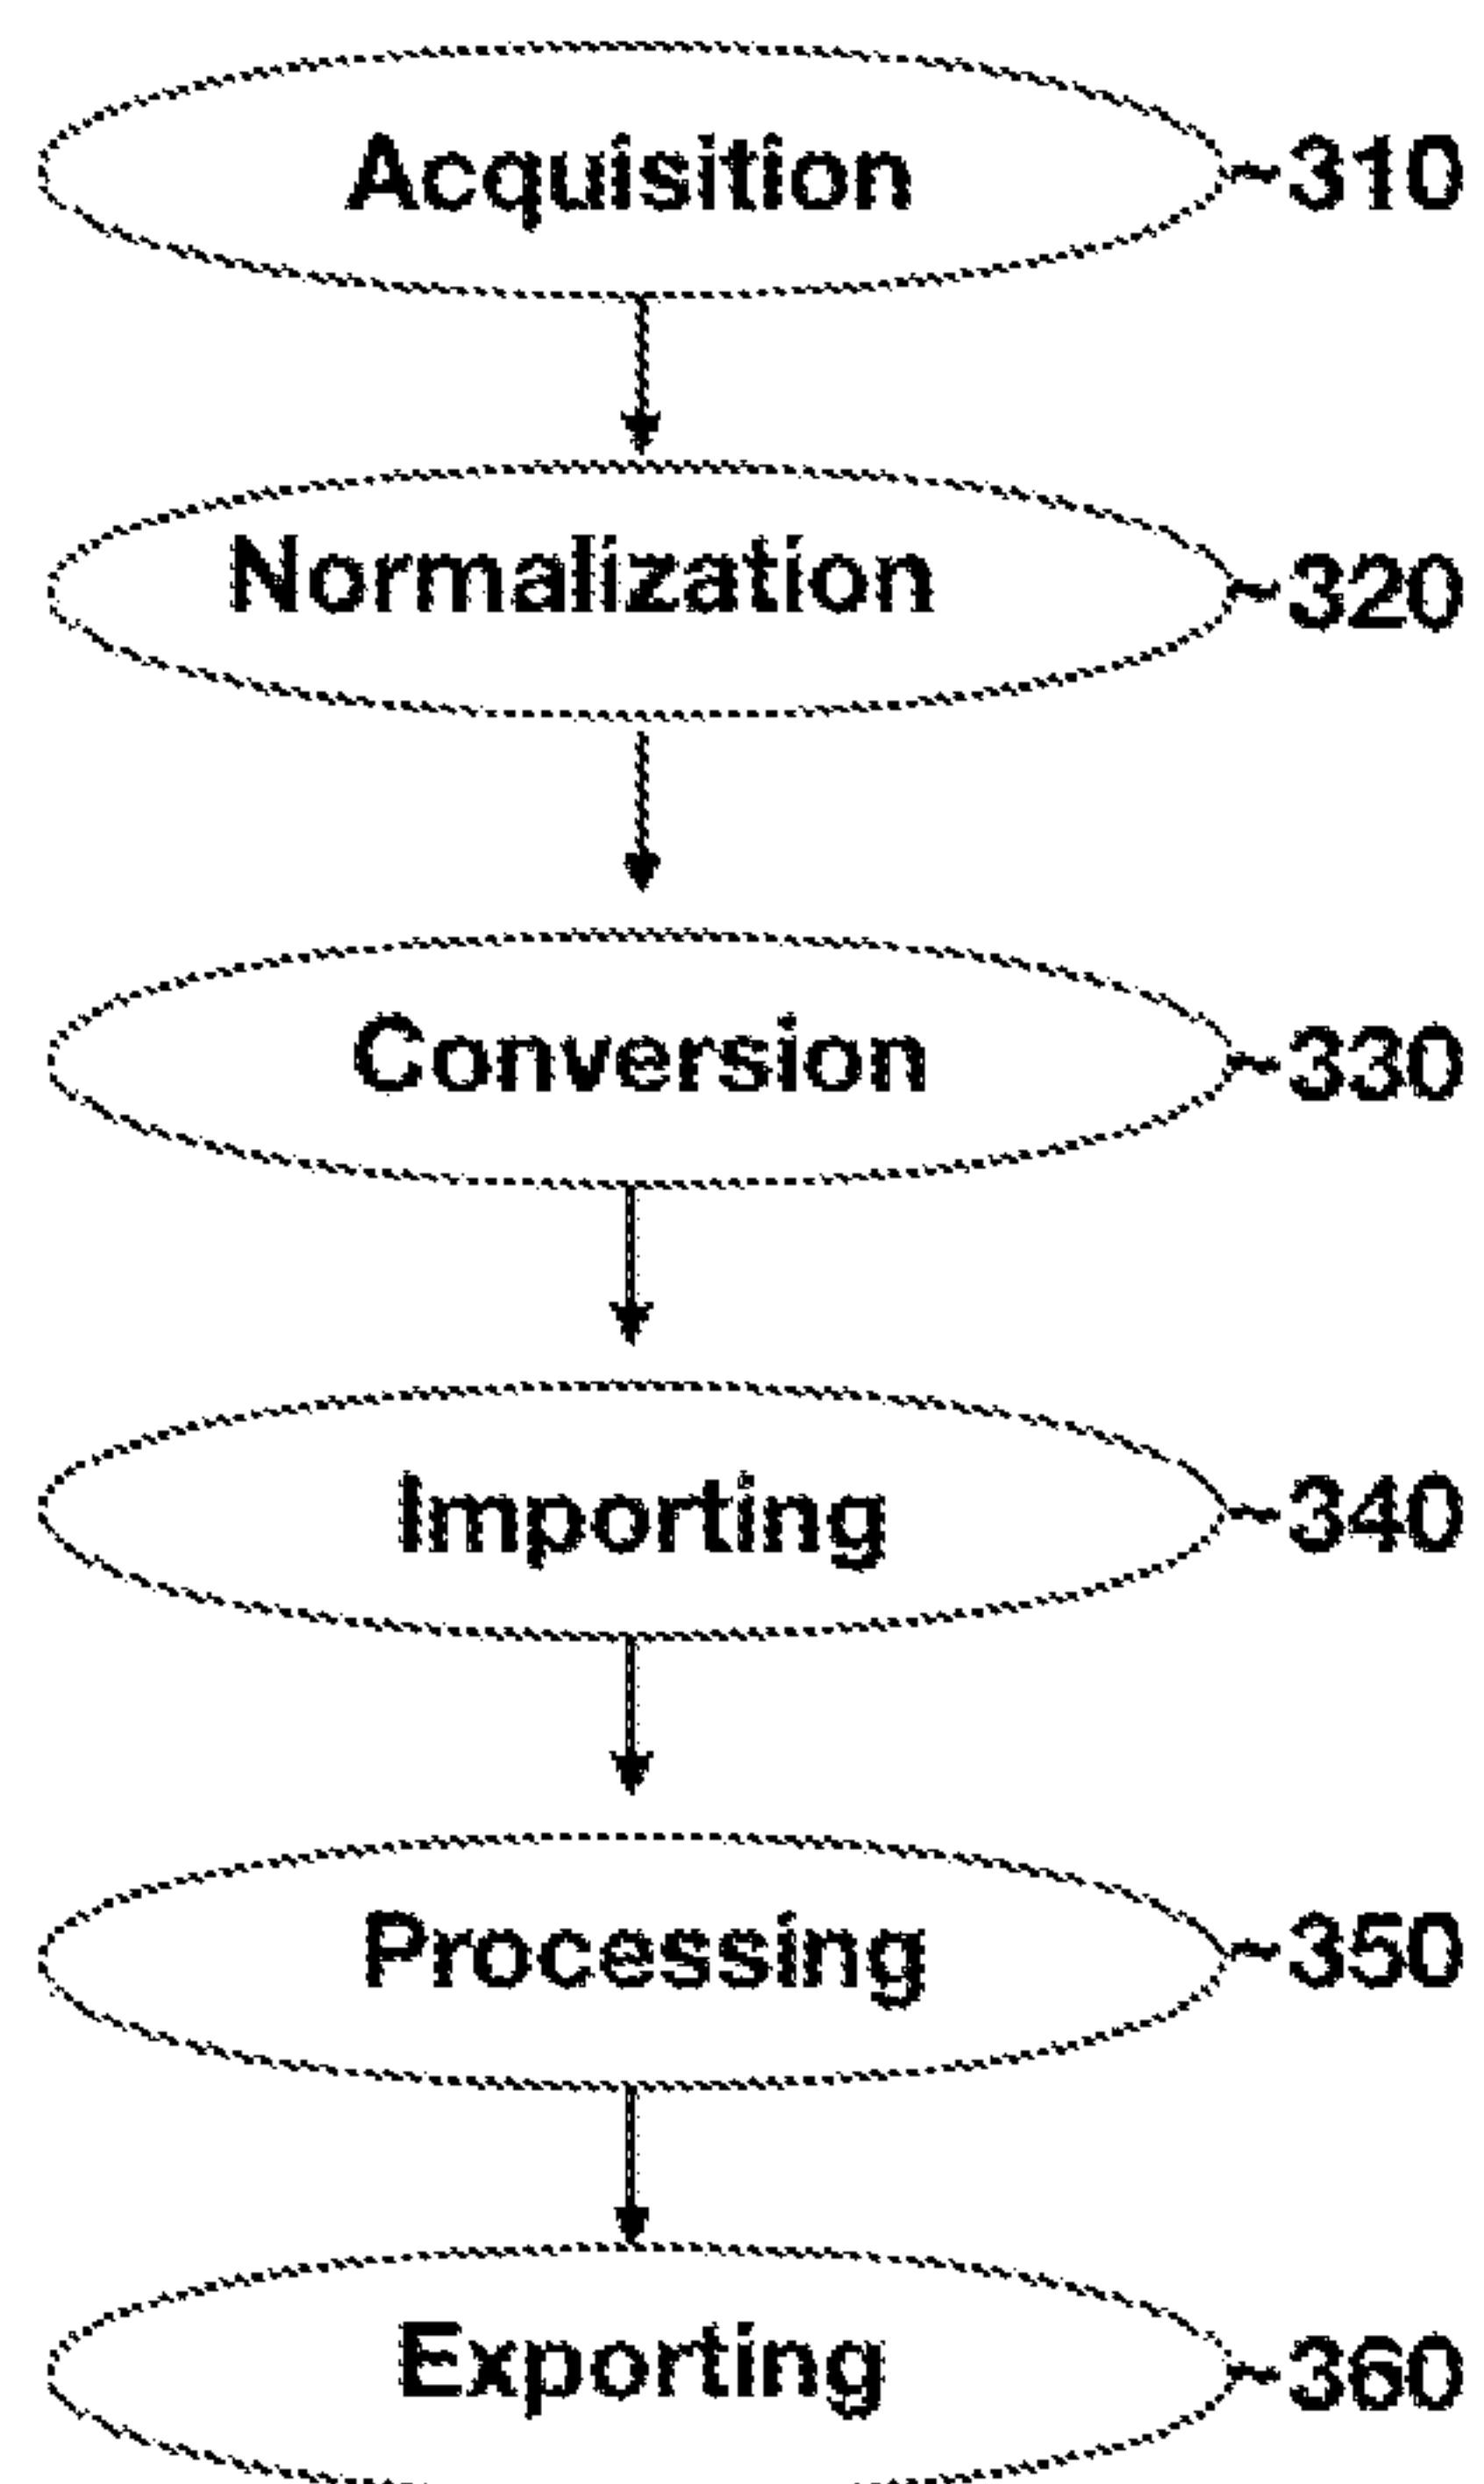 Acquisition ~310
Normalization ~320
Conversion ~330
Importing ~340
Processing ~350
Exporting ~360